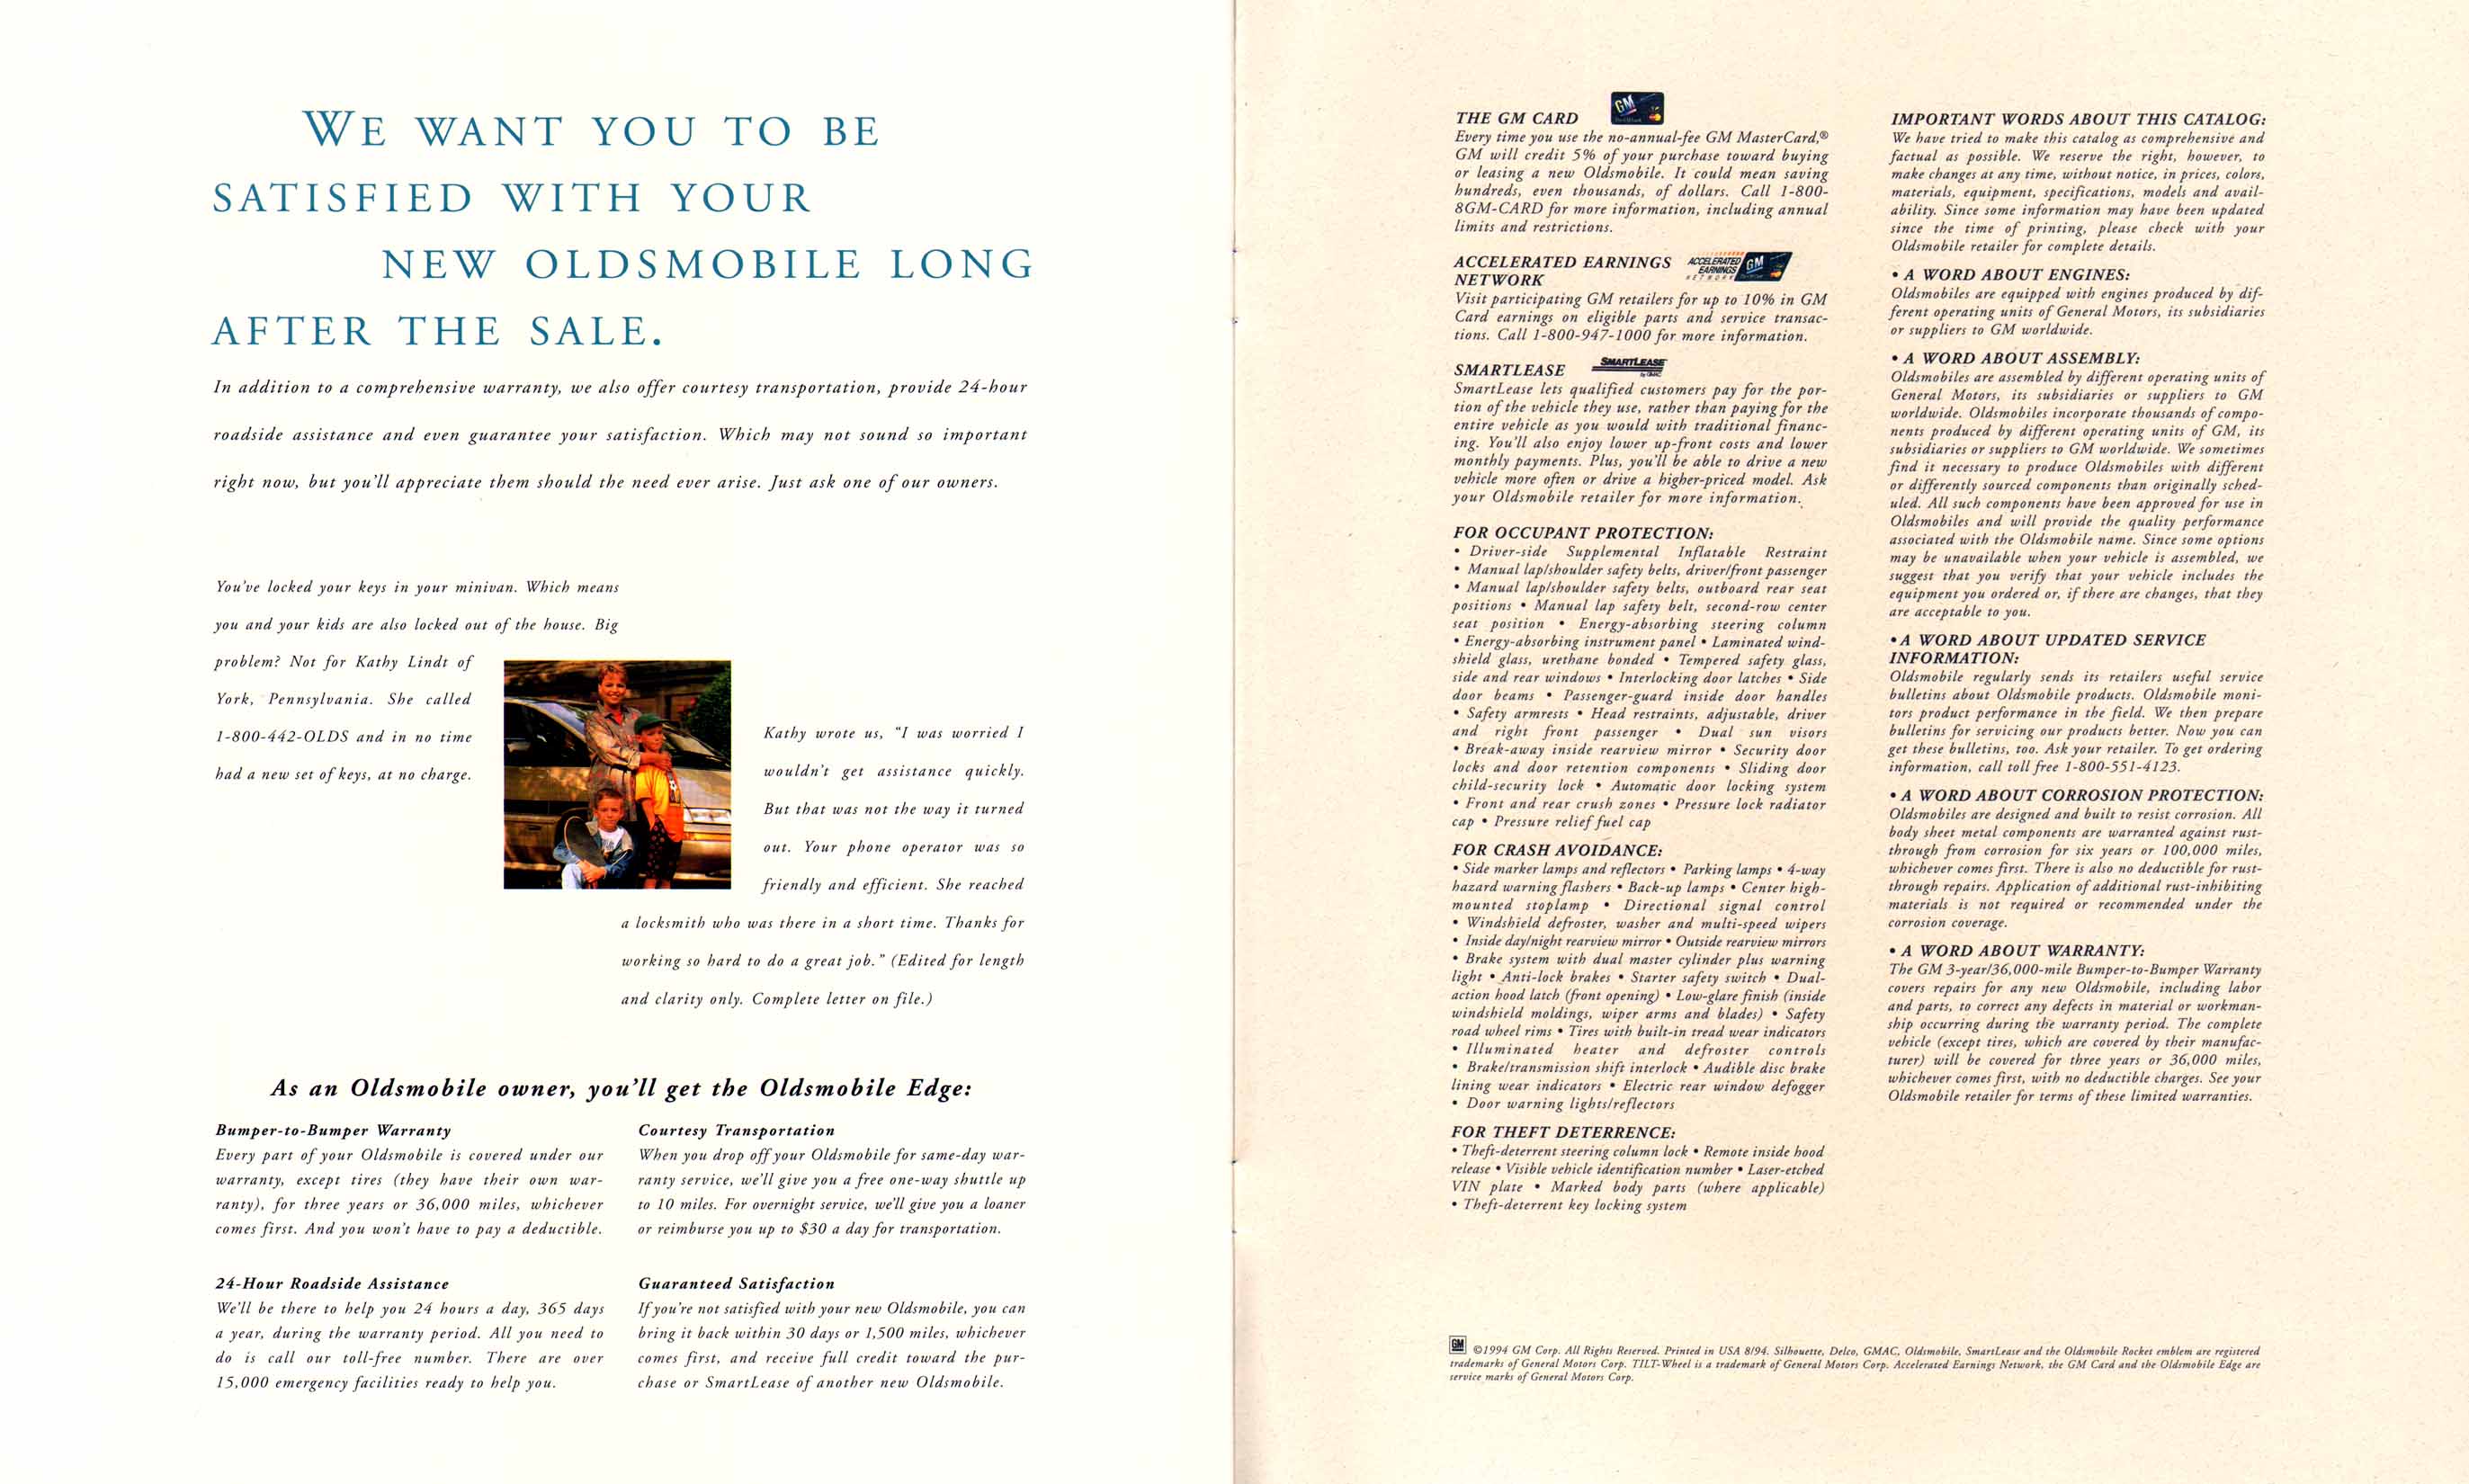 WE WANT YOU TO BE
SATISFIED WITH YOUR
NEW OLDSMOBILE LONG
AFTER THE SALE.
In addition to a comprehensive warranty, we also offer courtesy transportation, provide 24-hour
roadside assistance and even guarantee your satisfaction. Which may not sound so important
right now, but you'll appreciate them should the need ever arise. Just ask one of our owners.
You've locked your keys in your minivan. Which means
you and your kids are also locked out of the house. Big
problem? Not for Kathy Lindt of
York, Pennsylvania. She called
1-800-442-OLDS and in no time
had a new set of keys, at no charge.
Kathy wrote us, "I was worried I
wouldn't get assistance quickly.
But that was not the way it turned
out. Your phone operator was so
friendly and efficient. She reached
a locksmith who was there in a short time. Thanks for
working so hard to do a great job." (Edited for length
and clarity only. Complete letter on file.)
As an Oldsmobile owner, you'll get the Oldsmobile Edge:
Bumper-to-Bumper Warranty
Every part of your Oldsmobile is covered under our
warranty, except tires (they have their own war-
ranty), for three years or 36,000 miles, whichever
comes first. And you won't have to pay a deductible.
24-Hour Roadside Assistance
We'll be there to help you 24 hours a day, 365 days
a year, during the warranty period. All you need to
do is call our toll-free number. There are over
15,000 emergency facilities ready to help you.
Courtesy Transportation
When you drop off your Oldsmobile for same-day war-
ranty service, we'll give you a free one-way shuttle up
to 10 miles. For overnight service, we'll give you a loaner
or reimburse you up to $30 a day for transportation.
Guaranteed Satisfaction
If you're not satisfied with your new Oldsmobile, you can
bring it back within 30 days or 1,500 miles, whichever
comes first, and receive full credit toward the pur-
chase or SmartLease of another new Oldsmobile.
THE GM CARD
GM
Every time you use the no-annual-fee GM MasterCard,®
GM will credit 5% of your purchase toward buying
or leasing a new Oldsmobile. It could mean saving
hundreds, even thousands, of dollars. Call 1-800-
8GM-CARD for more information, including annual
limits and restrictions.
ACCELERATED EARNINGS
NETWORK
ACCELERATED
EARNINGS
NETWORK
GM
Visit participating GM retailers for up to 10% in GM
Card earnings on eligible parts and service transac-
tions. Call 1-800-947-1000 for more information.
SMARTLEASE
SMARTLEASE
by GMAC
SmartLease lets qualified customers pay for the por-
tion of the vehicle they use, rather than paying for the
entire vehicle as you would with traditional financ-
ing. You'll also enjoy lower up-front costs and lower
monthly payments. Plus, you'll be able to drive a new
vehicle more often or drive a higher-priced model. Ask
your Oldsmobile retailer for more information.
FOR OCCUPANT PROTECTION:
• Driver-side Supplemental Inflatable Restraint
• Manual lap/shoulder safety belts, driver/front passenger
• Manual lap/shoulder safety belts, outboard rear seat
positions • Manual lap safety belt, second-row center
seat position • Energy-absorbing steering column
• Energy-absorbing instrument panel • Laminated wind-
shield glass, urethane bonded • Tempered safety glass,
side and rear windows • Interlocking door latches • Side
door beams • Passenger-guard inside door handles
• Safety armrests • Head restraints, adjustable, driver
and right front passenger • Dual sun visors
• Break-away inside rearview mirror • Security door
locks and door retention components • Sliding door
child-security lock • Automatic door locking system
• Front and rear crush zones • Pressure lock radiator
cap • Pressure relief fuel cap
FOR CRASH AVOIDANCE:
• Side marker lamps and reflectors • Parking lamps • 4-way
hazard warning flashers • Back-up lamps • Center high-
mounted stoplamp • Directional signal control
• Windshield defroster, washer and multi-speed wipers
• Inside day/night rearview mirror • Outside rearview mirrors
• Brake system with dual master cylinder plus warning
light • Anti-lock brakes • Starter safety switch • Dual-
action hood latch (front opening) • Low-glare finish (inside
windshield moldings, wiper arms and blades) • Safety
road wheel rims • Tires with built-in tread wear indicators
• Illuminated heater and defroster controls
• Brake/transmission shift interlock • Audible disc brake
lining wear indicators • Electric rear window defogger
• Door warning lights/reflectors
FOR THEFT DETERRENCE:
• Theft-deterrent steering column lock • Remote inside hood
release • Visible vehicle identification number • Laser-etched
VIN plate • Marked body parts (where applicable)
• Theft-deterrent key locking system
IMPORTANT WORDS ABOUT THIS CATALOG:
We have tried to make this catalog as comprehensive and
factual as possible. We reserve the right, however, to
make changes at any time, without notice, in prices, colors,
materials, equipment, specifications, models and avail-
ability. Since some information may have been updated
since the time of printing, please check with your
Oldsmobile retailer for complete details.
• A WORD ABOUT ENGINES:
Oldsmobiles are equipped with engines produced by dif-
ferent operating units of General Motors, its subsidiaries
or suppliers to GM worldwide.
• A WORD ABOUT ASSEMBLY:
Oldsmobiles are assembled by different operating units of
General Motors, its subsidiaries or suppliers to GM
worldwide. Oldsmobiles incorporate thousands of compo-
nents produced by different operating units of GM, its
subsidiaries or suppliers to GM worldwide. We sometimes
find it necessary to produce Oldsmobiles with different
or differently sourced components than originally sched-
uled. All such components have been approved for use in
Oldsmobiles and will provide the quality performance
associated with the Oldsmobile name. Since some options
may be unavailable when your vehicle is assembled, we
suggest that you verify that your vehicle includes the
equipment you ordered or, if there are changes, that they
are acceptable to you.
• A WORD ABOUT UPDATED SERVICE
INFORMATION:
Oldsmobile regularly sends its retailers useful service
bulletins about Oldsmobile products. Oldsmobile moni-
tors product performance in the field. We then prepare
bulletins for servicing our products better. Now you can
get these bulletins, too. Ask your retailer. To get ordering
information, call toll free 1-800-551-4123.
• A WORD ABOUT CORROSION PROTECTION:
Oldsmobiles are designed and built to resist corrosion. All
body sheet metal components are warranted against rust-
through from corrosion for six years or 100,000 miles,
whichever comes first. There is also no deductible for rust-
through repairs. Application of additional rust-inhibiting
materials is not required or recommended under the
corrosion coverage.
• A WORD ABOUT WARRANTY:
The GM 3-year/36,000-mile Bumper-to-Bumper Warranty
covers repairs for any new Oldsmobile, including labor
and parts, to correct any defects in material or workman-
ship occurring during the warranty period. The complete
vehicle (except tires, which are covered by their manufac-
turer) will be covered for three years or 36,000 miles,
whichever comes first, with no deductible charges. See your
Oldsmobile retailer for terms of these limited warranties.
GM ©1994 GM Corp. All Rights Reserved. Printed in USA 8/94. Silhouette, Delco, GMAC, Oldsmobile, SmartLease and the Oldsmobile Rocket emblem are registered
trademarks of General Motors Corp. TILT-Wheel is a trademark of General Motors Corp. Accelerated Earnings Network, the GM Card and the Oldsmobile Edge are
service marks of General Motors Corp.